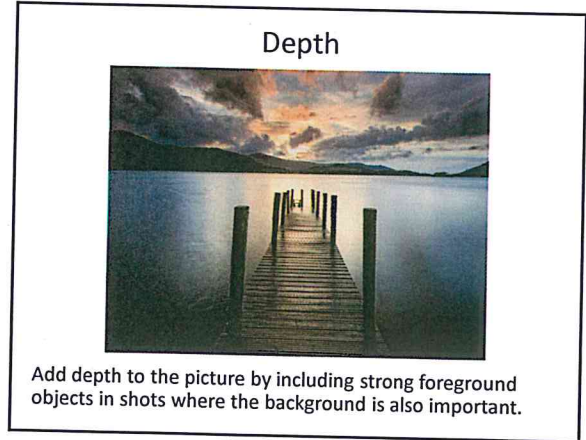 Depth
Add depth to the picture by including strong foreground
objects in shots where the background is also important.